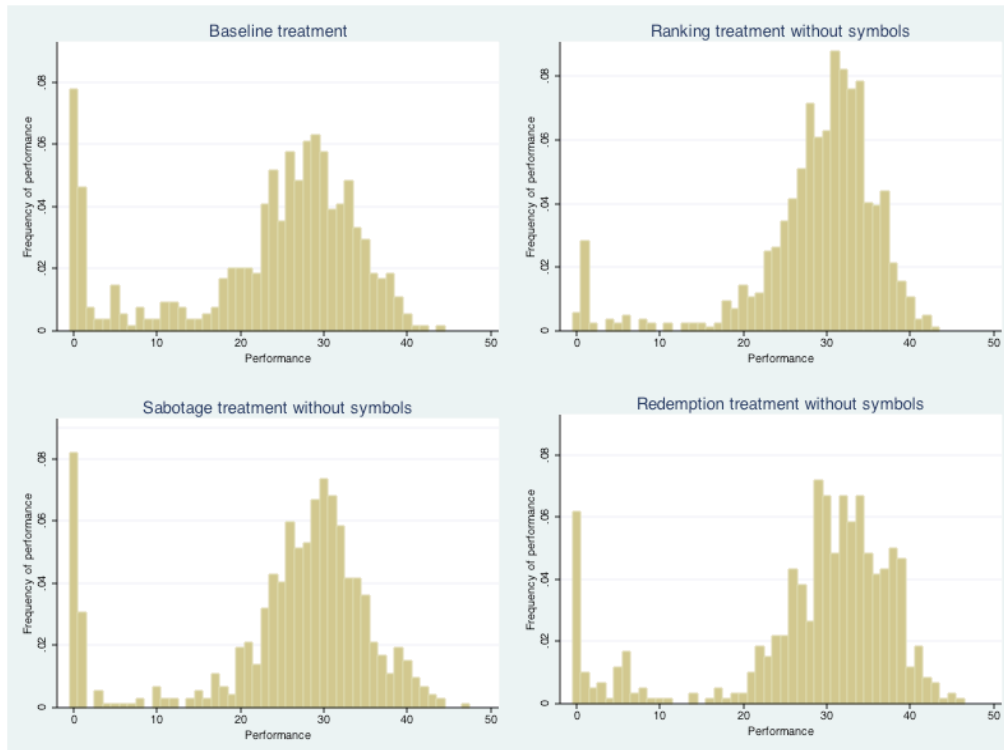 Baseline treatment
Frequency of performance
.08
.06
.04
.02
0
0 10 20 30 40 50
Performance
Ranking treatment without symbols
Frequency of performance
.08
.06
.04
.02
0
0 10 20 30 40 50
Performance
Sabotage treatment without symbols
Frequency of performance
.08
.06
.04
.02
0
0 10 20 30 40 50
Performance
Redemption treatment without symbols
Frequency of performance
.08
.06
.04
.02
0
0 10 20 30 40 50
Performance